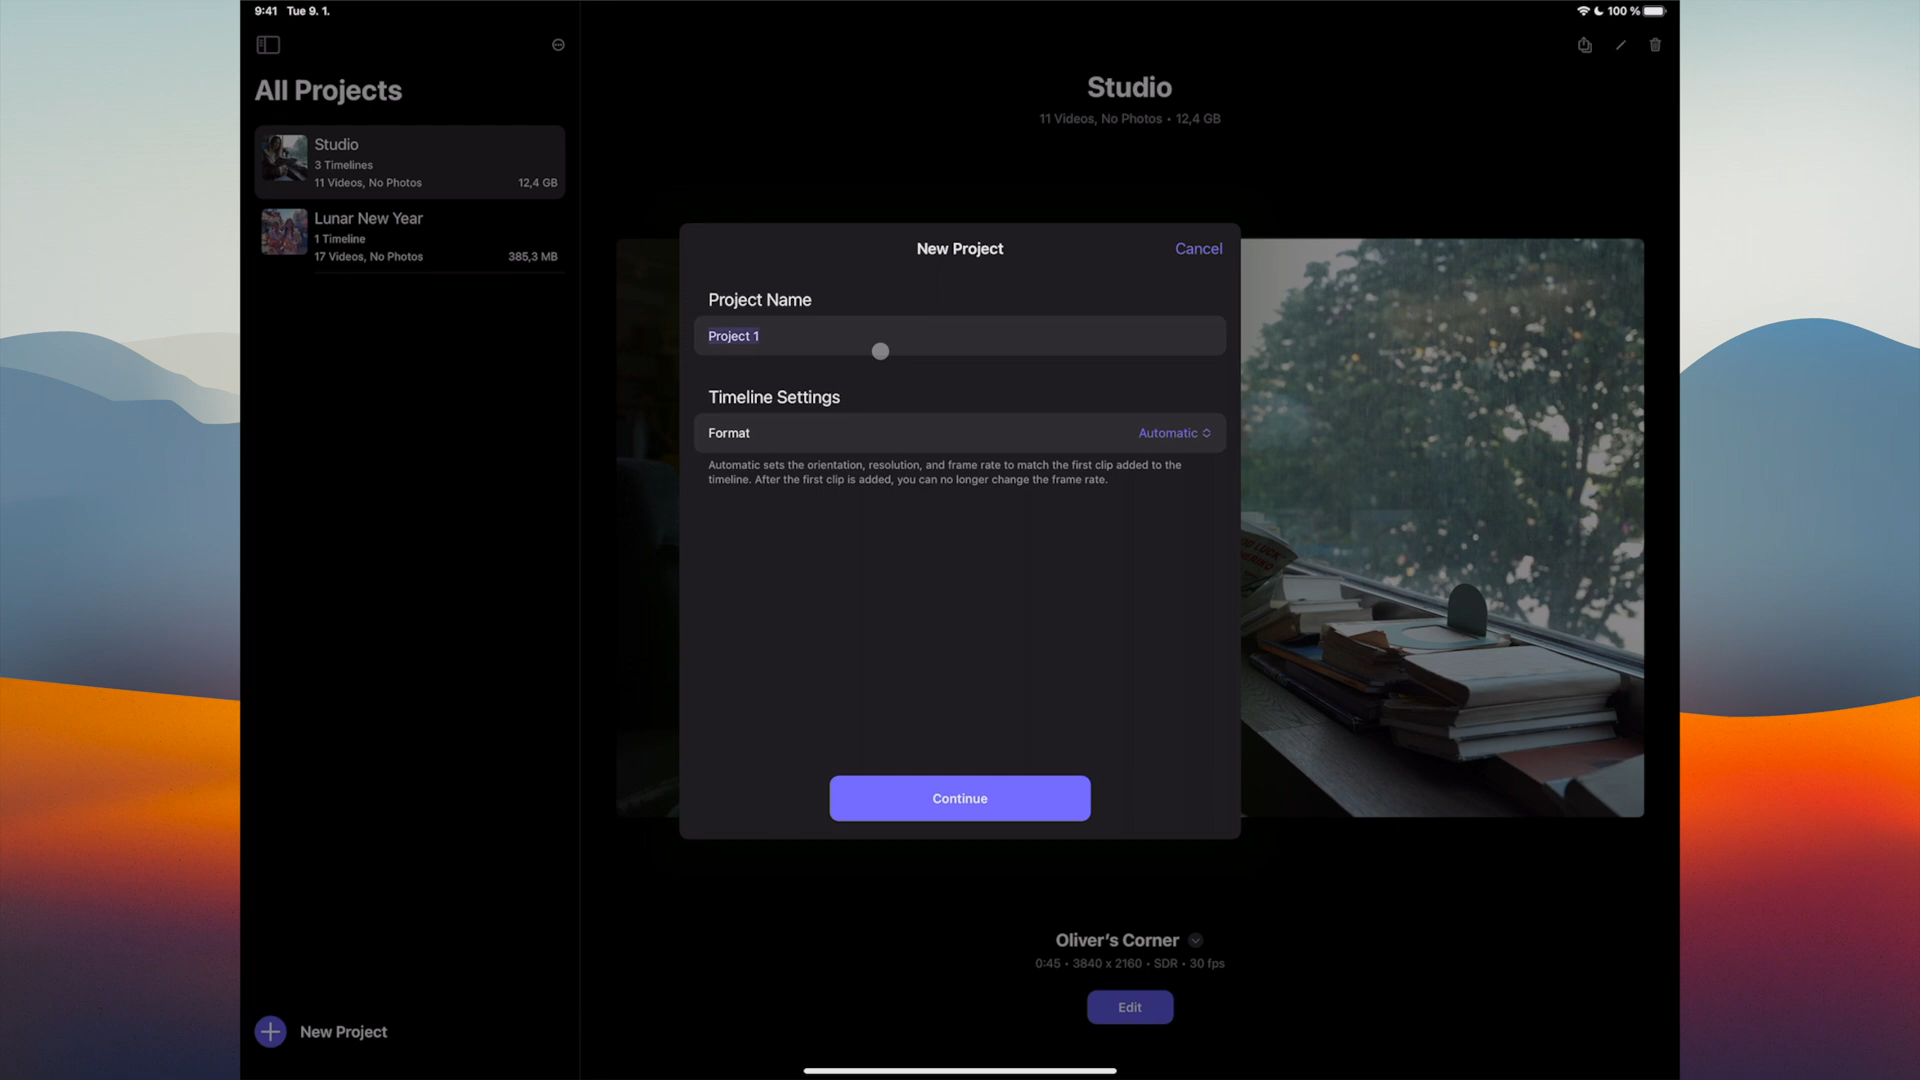 9:41 Tue 9. 1.
100 %
All Projects
Studio
3 Timelines
11 Videos, No Photos 12,4 GB
Lunar New Year
1 Timeline
17 Videos, No Photos 385,3 MB
New Project
Studio
11 Videos, No Photos • 12,4 GB
New Project
Cancel
Project Name
Project 1
Timeline Settings
Format
Automatic
Automatic sets the orientation, resolution, and frame rate to match the first clip added to the
timeline. After the first clip is added, you can no longer change the frame rate.
Continue
Oliver’s Corner
0:45 • 3840 x 2160 • SDR • 30 fps
Edit